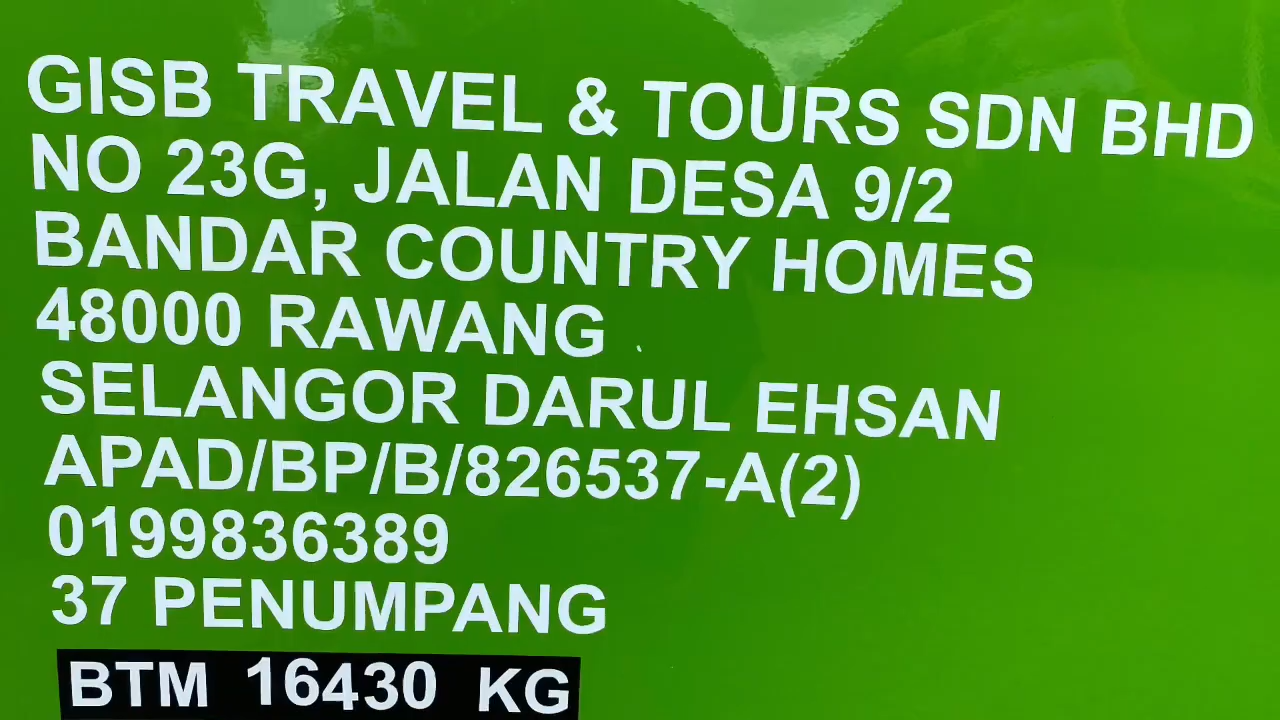 GISB TRAVEL & TOURS SDN BHD
NO 23G, JALAN DESA 9/2
BANDAR COUNTRY HOMES
48000 RAWANG
SELANGOR DARUL EHSAN
APAD/BP/B/826537-A(2)
0199836389
37 PENUMPANG
BTM 16430 KG